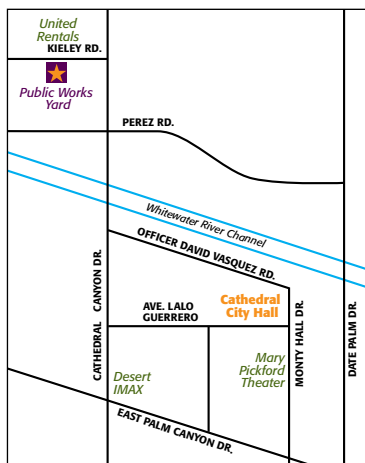 United
Rentals
KIELEY RD.
Public Works
Yard
PEREZ RD.
Whitewater River Channel
OFFICER DAVID VASQUEZ RD.
CATHEDRAL CANYON DR.
AVE. LALO
GUERRERO
Cathedral
City Hall
MONTY HALL DR.
DATE PALM DR.
Desert
IMAX
Mary
Pickford
Theater
EAST PALM CANYON DR.